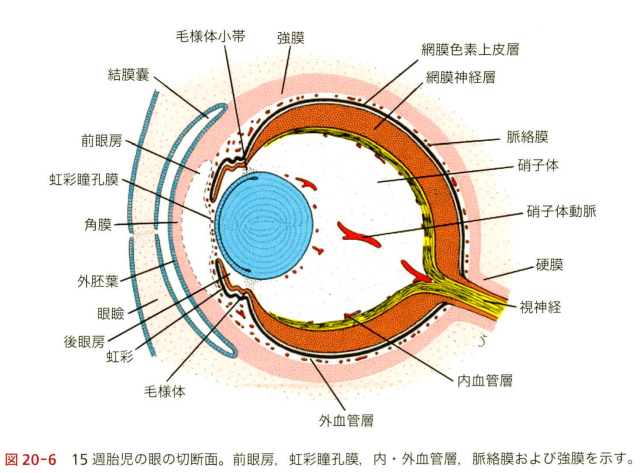 毛様体小帯
強膜
網膜色素上皮層
網膜神経層
結膜嚢
前眼房
脈絡膜
硝子体
虹彩瞳孔膜
硝子体動脈
角膜
硬膜
外胚葉
視神経
眼瞼
後眼房
虹彩
毛様体
内血管層
外血管層
図 20-6 15 週胎児の眼の切断面。前眼房,虹彩瞳孔膜,内・外血管層,脈絡膜および強膜を示す。